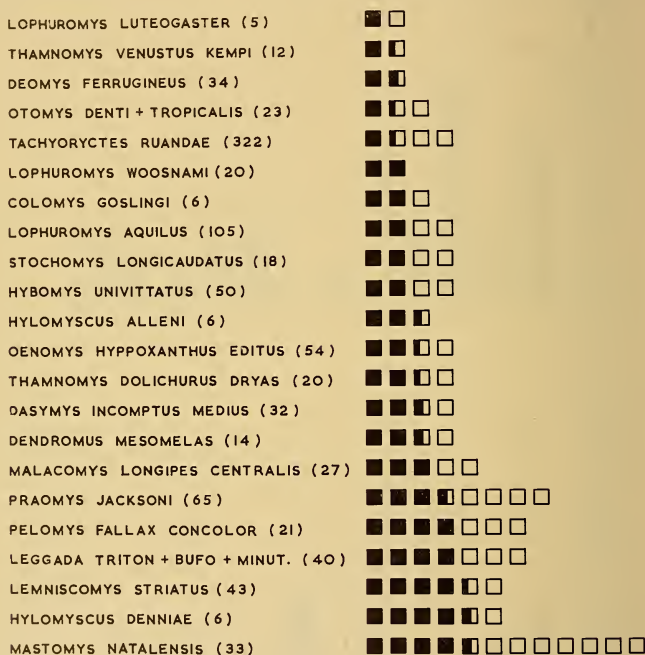 LOPHUROMYS LUTEOGASTER (5)
THAMNOMYS VENUSTUS KEMPI (12)
DEOMYS FERRUGINEUS (34)
OTOMYS DENTI + TROPICALIS (23)
TACHYORYCTES RUANDAE (322)
LOPHUROMYS WOOSNAMI (20)
COLOMYS GOSLINGI (6)
LOPHUROMYS AQUILUS (105)
STOCHOMYS LONGICAUDATUS (18)
HYBOMYS UNIVITTATUS (50)
HYLOMYSCUS ALLENI (6)
OENOMYS HYPPOXANTHUS EDITUS (54)
THAMNOMYS DOLICHURUS DRYAS (20)
DASYMYS INCOMPTUS MEDIUS (32)
DENDROMUS MESOMELAS (14)
MALACOMYS LONGIPES CENTRALIS (27)
PRAOMYS JACKSONI (65)
PELOMYS FALLAX CONCOLOR (21)
LEGGADA TRITON + BUFO + MINUT. (40)
LEMNISCOMYS STRIATUS (43)
HYLOMYSCUS DENNIAE (6)
MASTOMYS NATALENSIS (33)